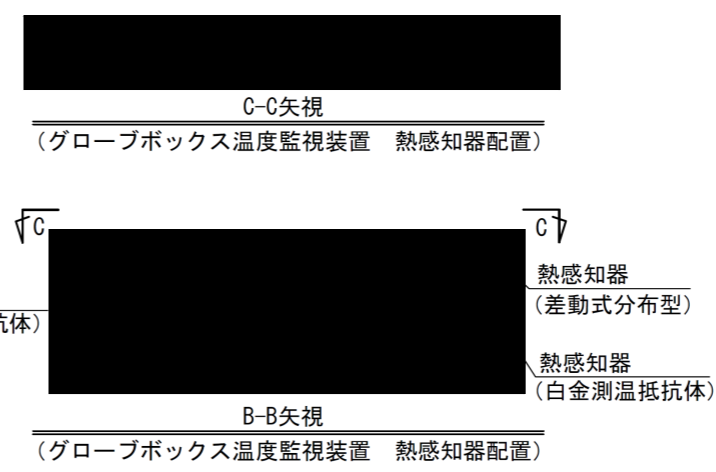 C-C矢視
(グローブボックス温度監視装置　熱感知器配置)
C
C
熱感知器
(差動式分布型)
抗体)
熱感知器
(白金測温抵抗体)
B-B矢視
(グローブボックス温度監視装置　熱感知器配置)